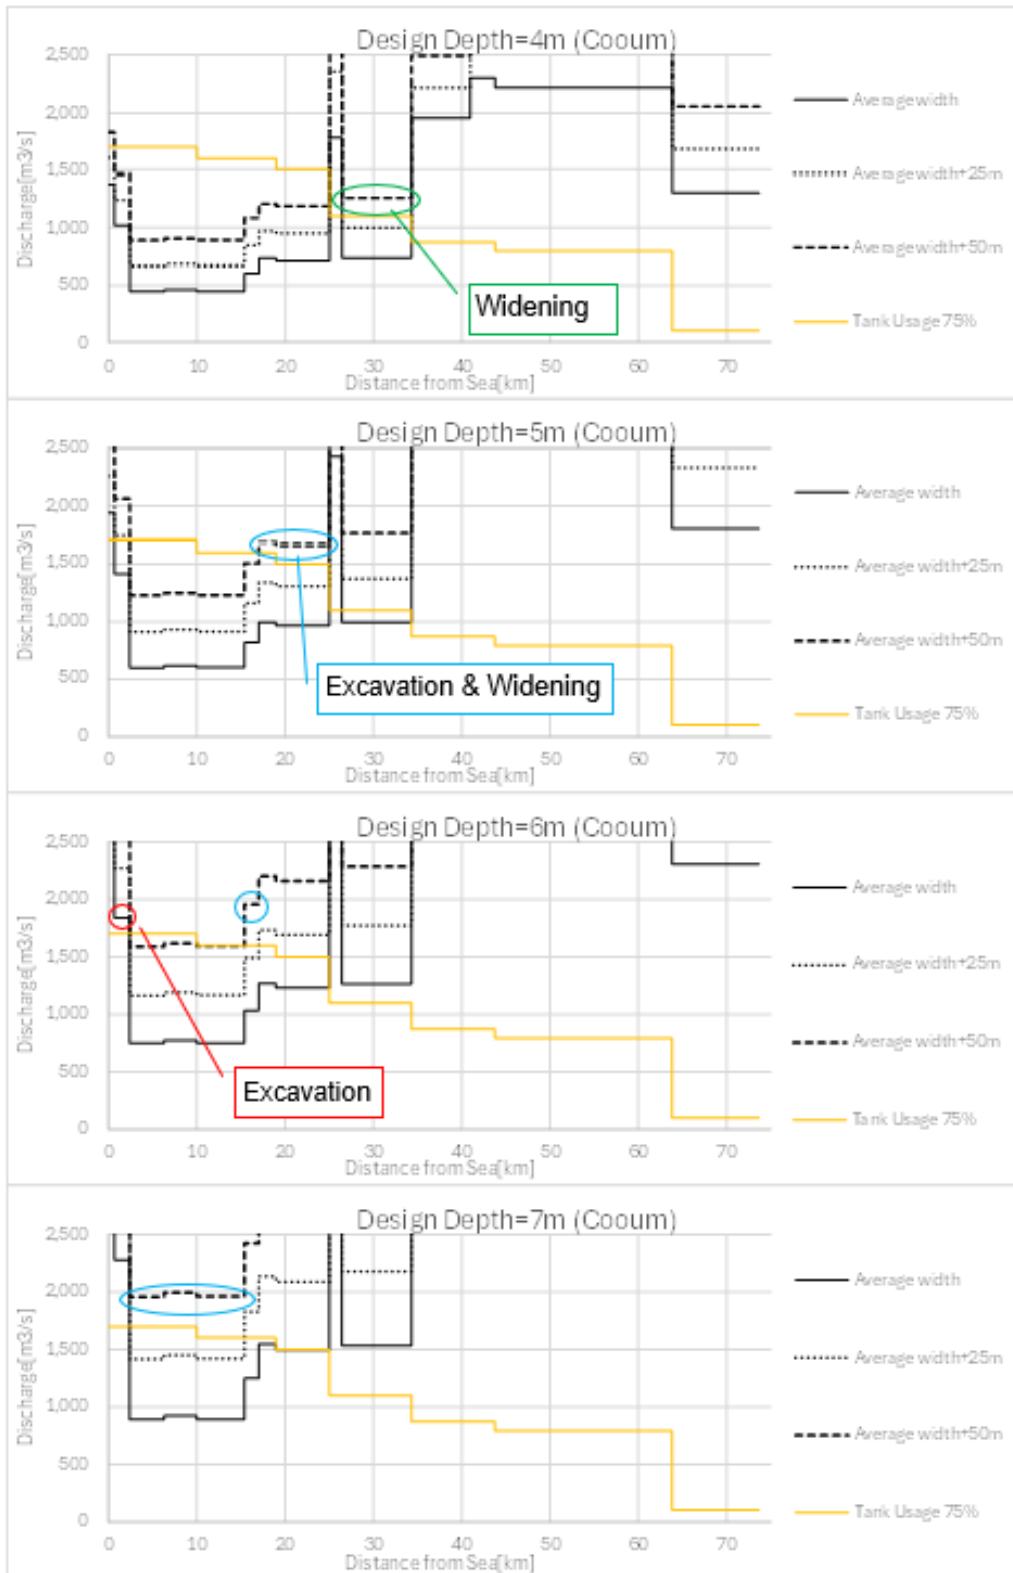 Design Depth=4m (Cooum)
Discharge[m3/s]
2,500
2,000
1,500
1,000
500
0
0 10 20 30 40 50 60 70
Distance from Sea[km]
Widening
Average width
Average width+25m
Average width+50m
Tank Usage 75%
Design Depth=5m (Cooum)
Discharge[m3/s]
2,500
2,000
1,500
1,000
500
0
0 10 20 30 40 50 60 70
Distance from Sea[km]
Excavation & Widening
Average width
Average width+25m
Average width+50m
Tank Usage 75%
Design Depth=6m (Cooum)
Discharge[m3/s]
2,500
2,000
1,500
1,000
500
0
0 10 20 30 40 50 60 70
Distance from Sea[km]
Excavation
Average width
Average width+25m
Average width+50m
Tank Usage 75%
Design Depth=7m (Cooum)
Discharge[m3/s]
2,500
2,000
1,500
1,000
500
0
0 10 20 30 40 50 60 70
Distance from Sea[km]
Average width
Average width+25m
Average width+50m
Tank Usage 75%